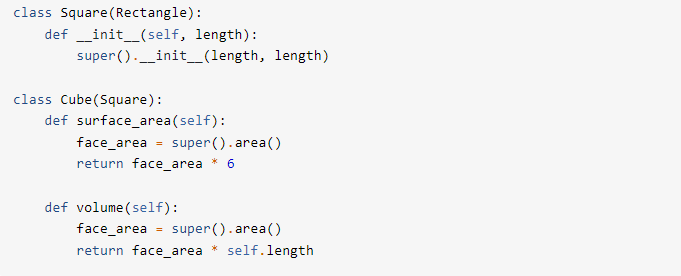 class Square(Rectangle):
    def __init__(self, length):
        super().__init__(length, length)

class Cube(Square):
    def surface_area(self):
        face_area = super().area()
        return face_area * 6

    def volume(self):
        face_area = super().area()
        return face_area * self.length